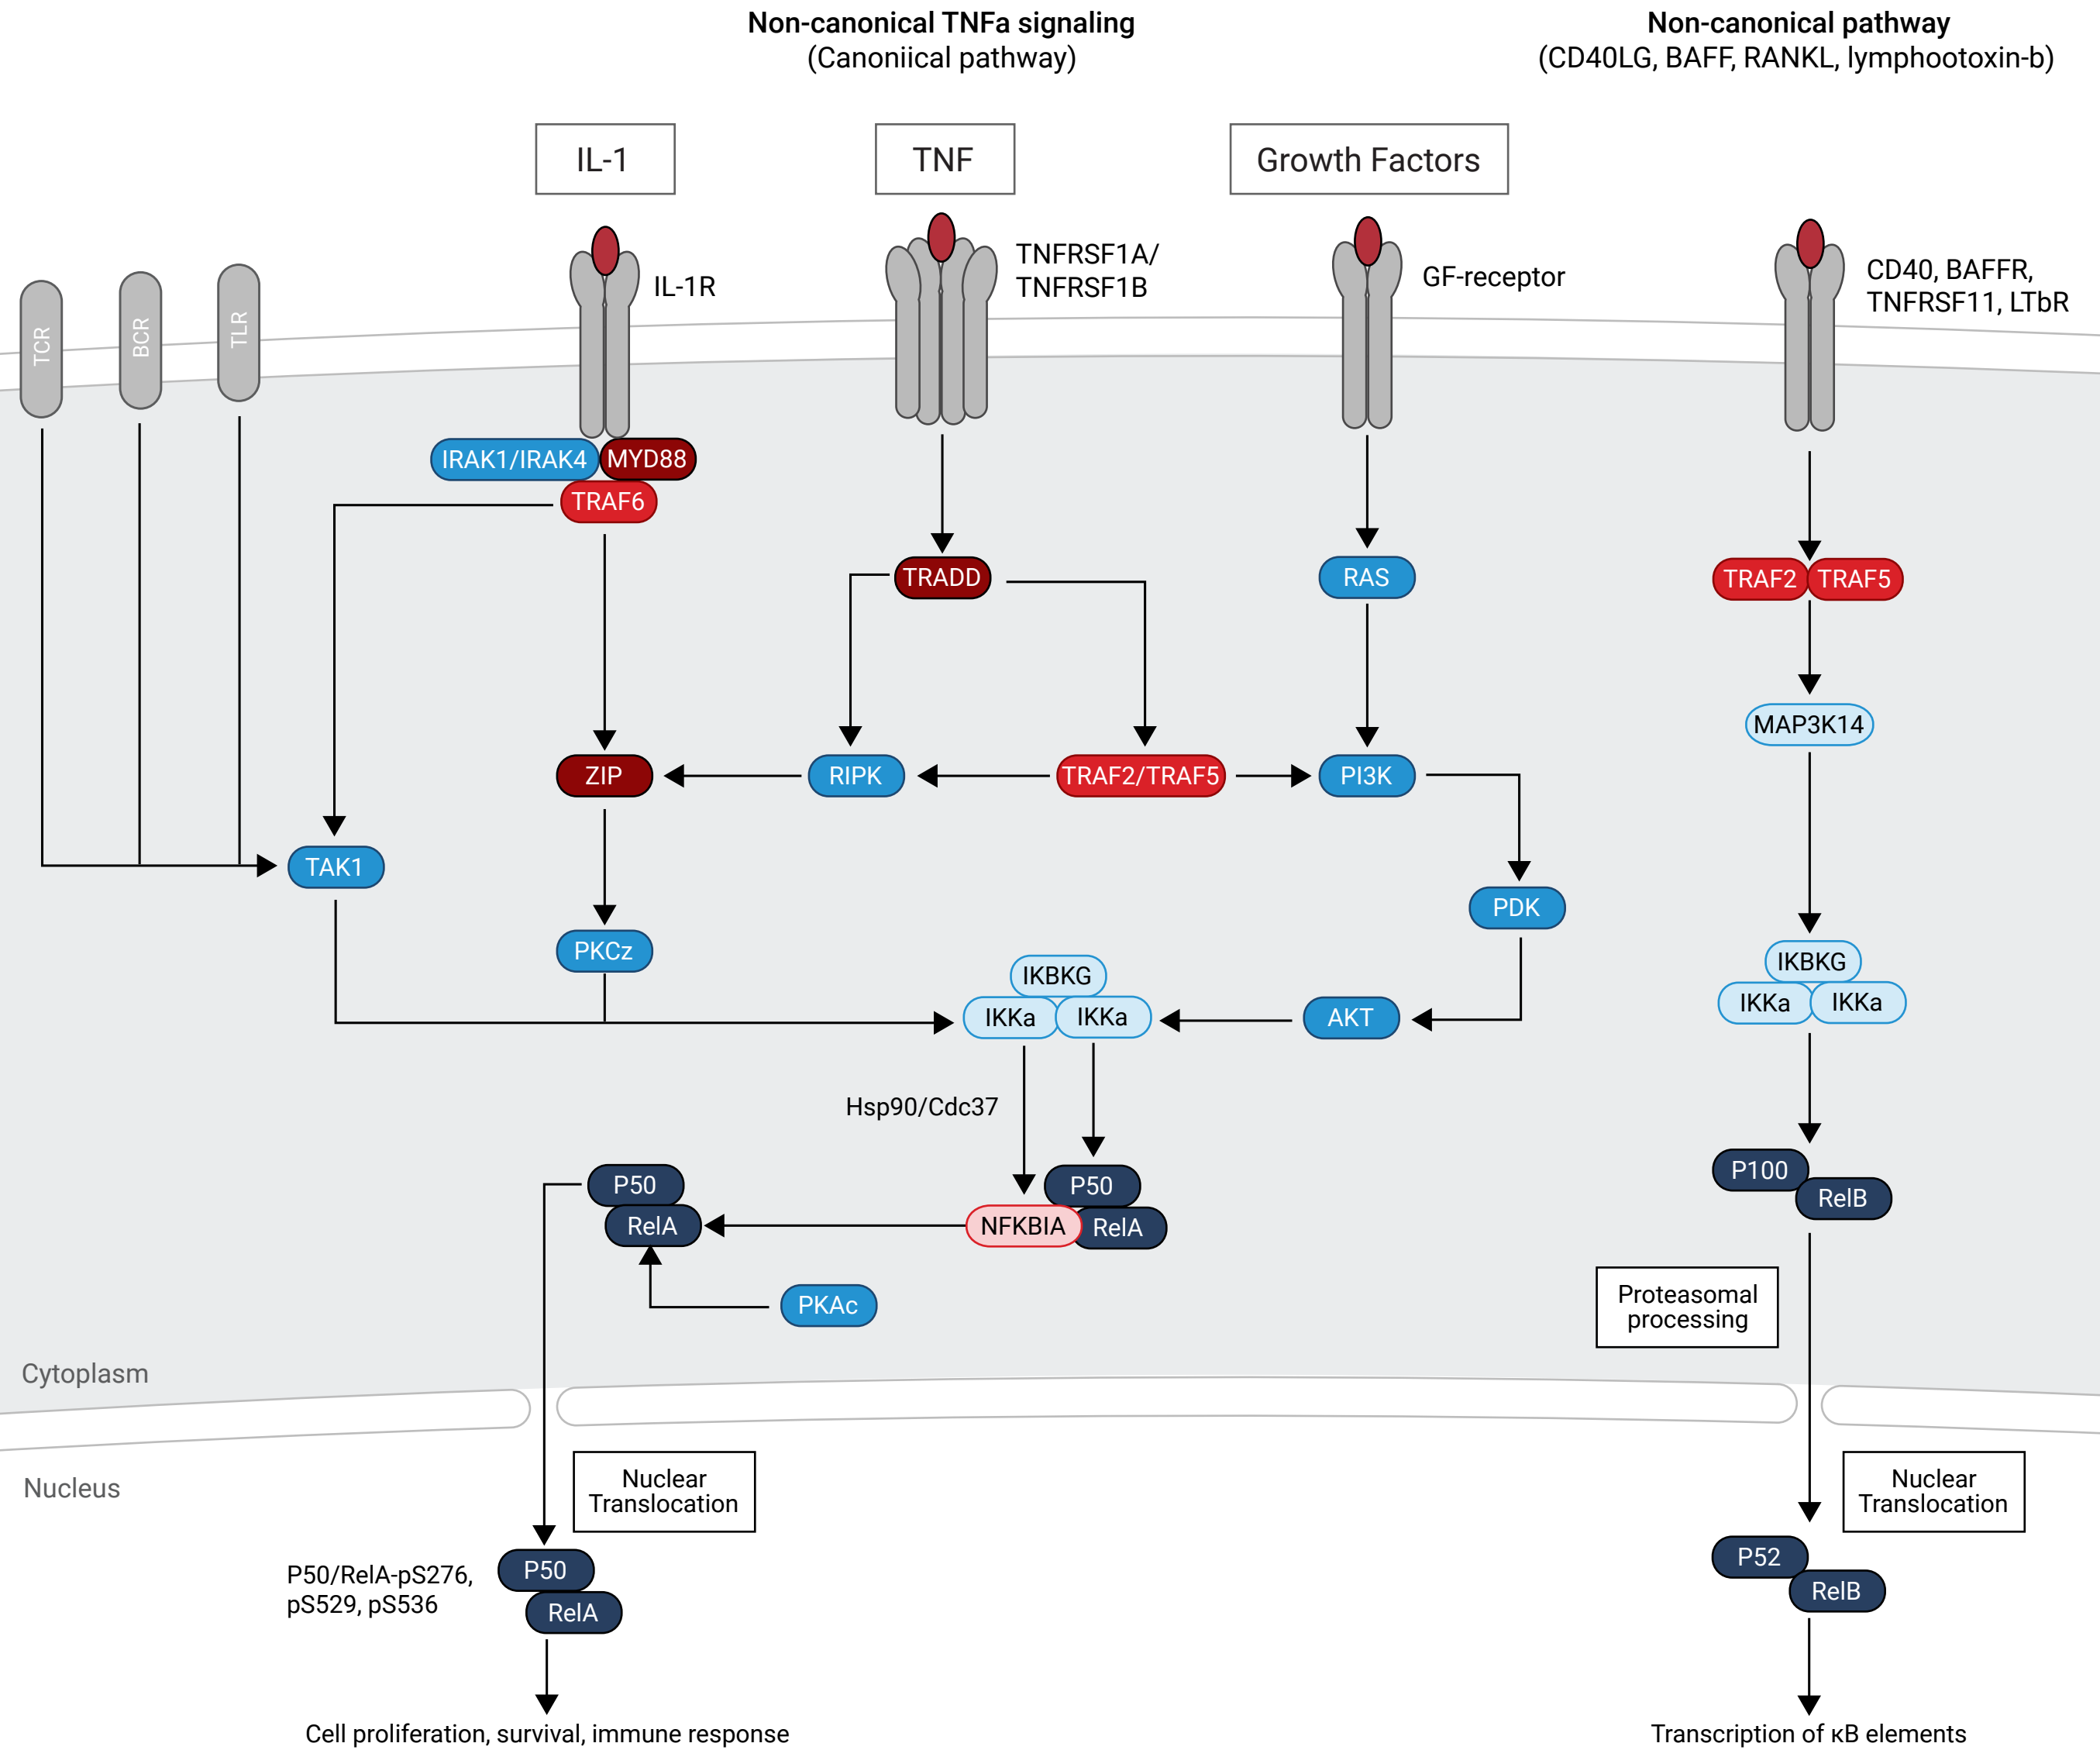 Non-canonical TNFa signaling
(Canoniical pathway)
Non-canonical pathway
(CD40LG, BAFF, RANKL, lymphootoxin-b)
IL-1
TNF
Growth Factors
TCR
BCR
TLR
IL-1R
TNFRSF1A/
TNFRSF1B
GF-receptor
CD40, BAFFR,
TNFRSF11, LTbR
IRAK1/IRAK4
MYD88
TRAF6
TRADD
RAS
TRAF2
TRAF5
MAP3K14
ZIP
RIPK
TRAF2/TRAF5
PI3K
TAK1
PDK
PKCz
IKBKG
IKKa
IKKa
AKT
IKBKG
IKKa
IKKa
Hsp90/Cdc37
P50
RelA
NFKBIA
P50
RelA
P100
RelB
PKAc
Proteasomal
processing
Cytoplasm
Nucleus
Nuclear
Translocation
Nuclear
Translocation
P50/RelA-pS276,
pS529, pS536
P50
RelA
P52
RelB
Cell proliferation, survival, immune response
Transcription of κB elements